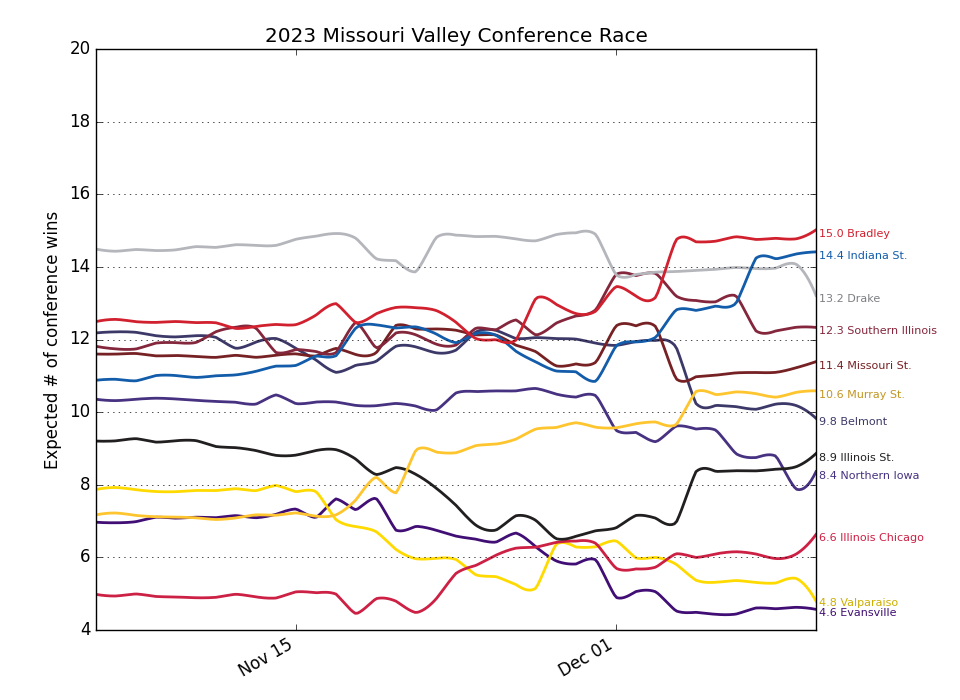 2023 Missouri Valley Conference Race
Expected # of conference wins
20
18
16
14
12
10
8
6
4
Nov 15
Dec 01
15.0 Bradley
14.4 Indiana St.
13.2 Drake
12.3 Southern Illinois
11.4 Missouri St.
10.6 Murray St.
9.8 Belmont
8.9 Illinois St.
8.4 Northern Iowa
6.6 Illinois Chicago
4.8 Valparaiso
4.6 Evansville